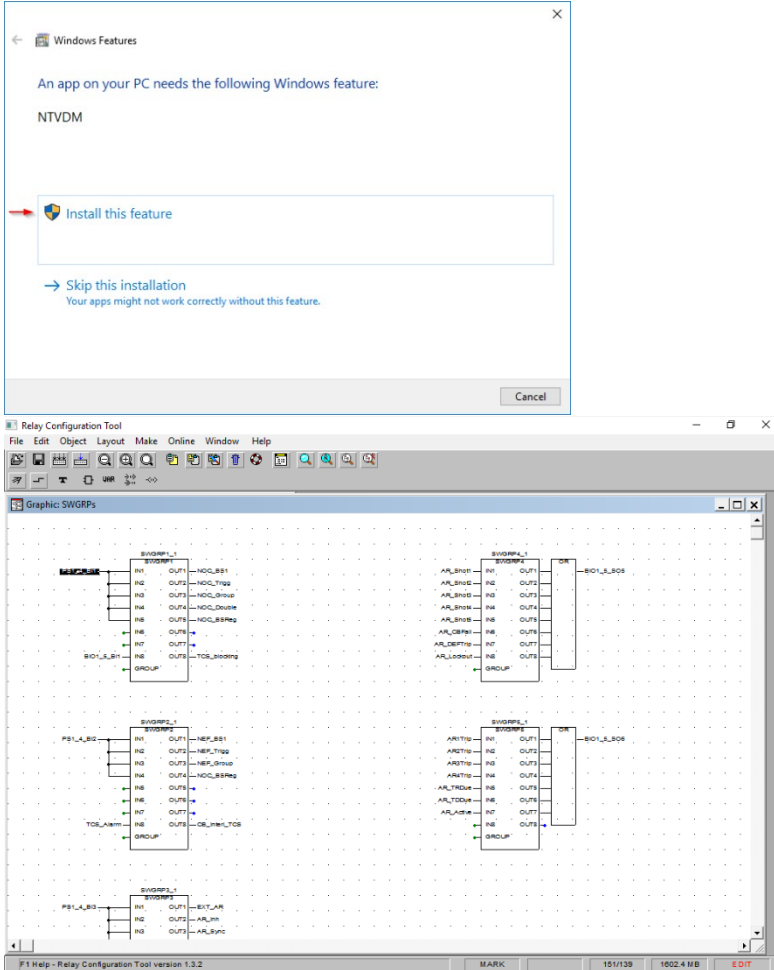 Windows Features
An app on your PC needs the following Windows feature:
NTVDM
Install this feature
Skip this installation
Your apps might not work correctly without this feature.
Cancel
Relay Configuration Tool
File Edit Object Layout Make Online Window Help
VAR
Graphic: SWGRPs
SWGRP1_1
SWGRP1
PS1_4_BI1 IN1 OUT1 NOC_BS1
IN2 OUT2 NOC_Trigg
IN3 OUT3 NOC_Group
IN4 OUT4 NOC_Double
IN5 OUT5 NOC_BSReg
IN6 OUT6
IN7 OUT7
BIO1_5_BI1 IN8 OUT8 TCS_blocking
GROUP
SWGRP4_1
SWGRP4 OR
AR_Shot1 IN1 OUT1 BIO1_5_SO5
AR_Shot2 IN2 OUT2
AR_Shot3 IN3 OUT3
AR_Shot4 IN4 OUT4
AR_Shot5 IN5 OUT5
AR_CBFail IN6 OUT6
AR_DEFTrip IN7 OUT7
AR_Lockout IN8 OUT8
GROUP
SWGRP2_1
SWGRP2
PS1_4_BI2 IN1 OUT1 NEF_BS1
IN2 OUT2 NEF_Trigg
IN3 OUT3 NEF_Group
IN4 OUT4 NOC_BSReg
IN5 OUT5
IN6 OUT6
IN7 OUT7
TCS_Alarm IN8 OUT8 CB_Interl_TCS
GROUP
SWGRP5_1
SWGRP5 OR
AR1Trip IN1 OUT1 BIO1_5_SO6
AR2Trip IN2 OUT2
AR3Trip IN3 OUT3
AR4Trip IN4 OUT4
AR_TRDue IN5 OUT5
AR_TDDue IN6 OUT6
AR_Active IN7 OUT7
IN8 OUT8
GROUP
SWGRP3_1
SWGRP3
PS1_4_BI3 IN1 OUT1 EXT_AR
IN2 OUT2 AR_Inh
IN3 OUT3 AR_Sync
F1 Help - Relay Configuration Tool version 1.3.2 MARK 151/139 1602.4 MB EDIT